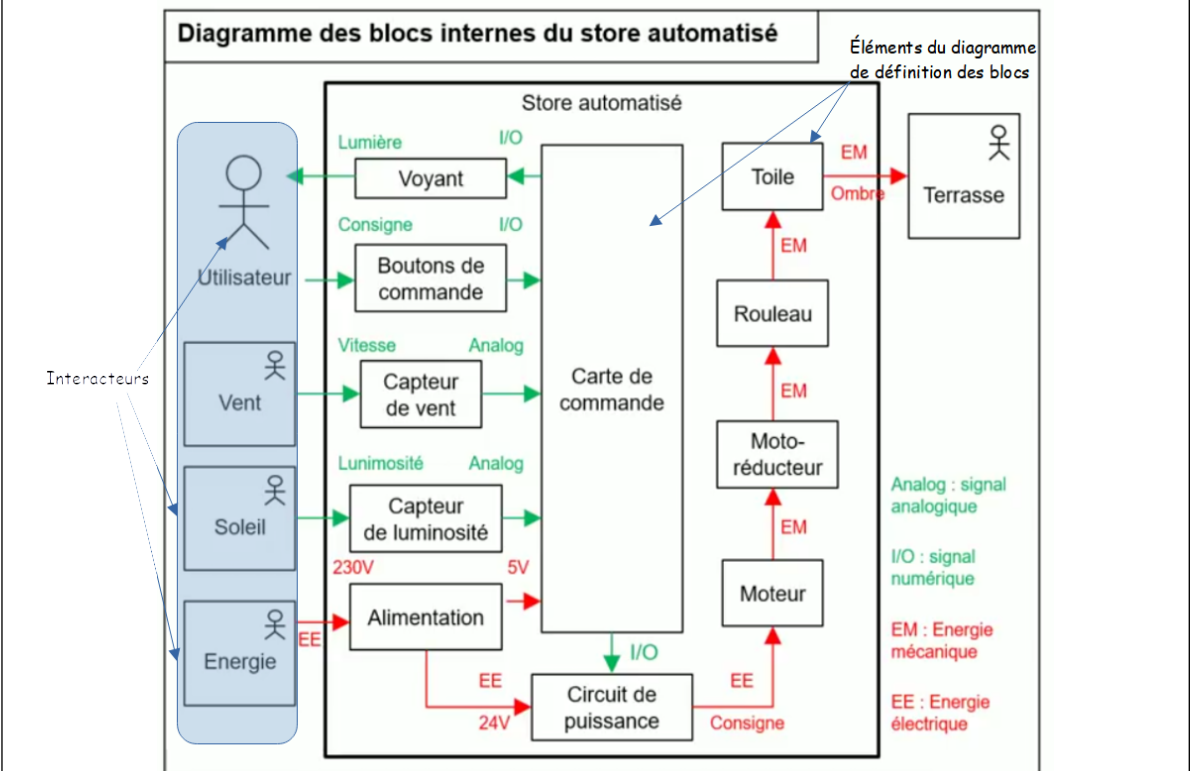 Diagramme des blocs internes du store automatisé
Éléments du diagramme
de définition des blocs
Store automatisé
Lumière
I/O
Voyant
Toile
EM
Ombre
Terrasse
Consigne
I/O
Utilisateur
Boutons de
commande
EM
Rouleau
Vitesse
Analog
Interacteurs
Vent
Capteur
de vent
Carte de
commande
EM
Moto-
réducteur
Lunimosité
Analog
Soleil
Capteur
de luminosité
EM
Analog : signal
analogique
230V
5V
I/O : signal
numérique
Alimentation
Moteur
EE
Energie
I/O
EM : Energie
mécanique
EE
24V
Circuit de
puissance
EE
Consigne
EE : Energie
électrique